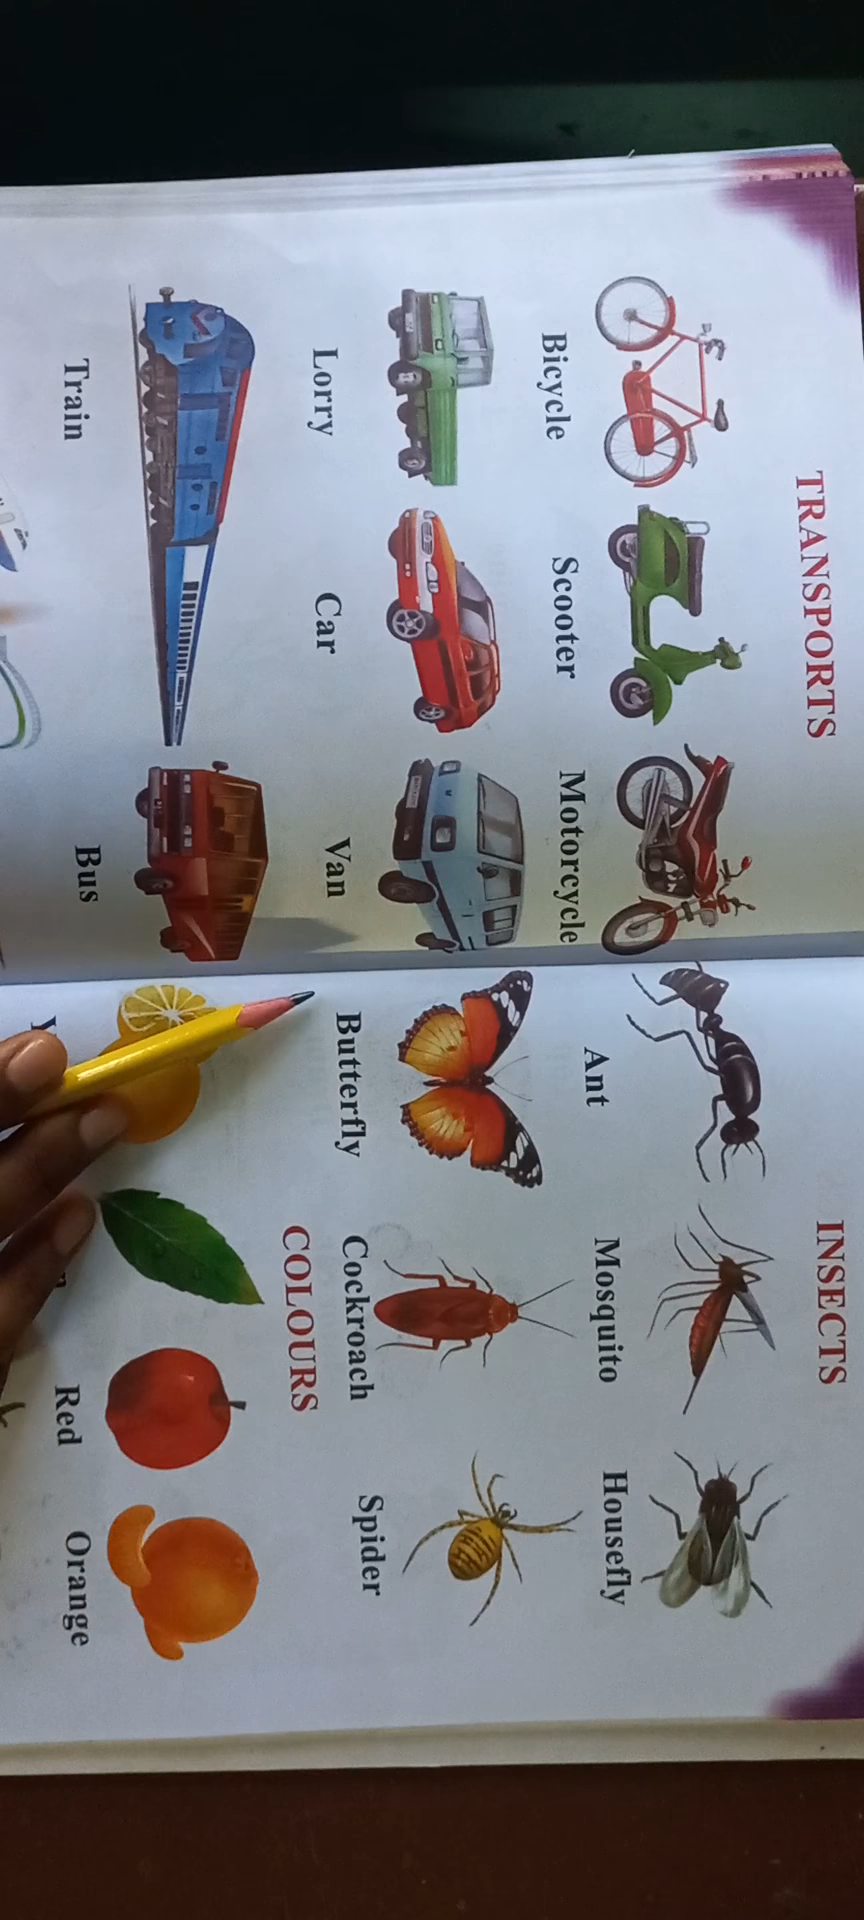 TRANSPORTS
Bicycle Scooter Motorcycle
Lorry Car Van
Train Bus
INSECTS
Ant Mosquito Housefly
Butterfly Cockroach Spider
COLOURS
Red Orange